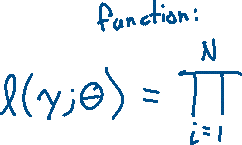 function:
l(y;θ) = ∏_{i=1}^{N}